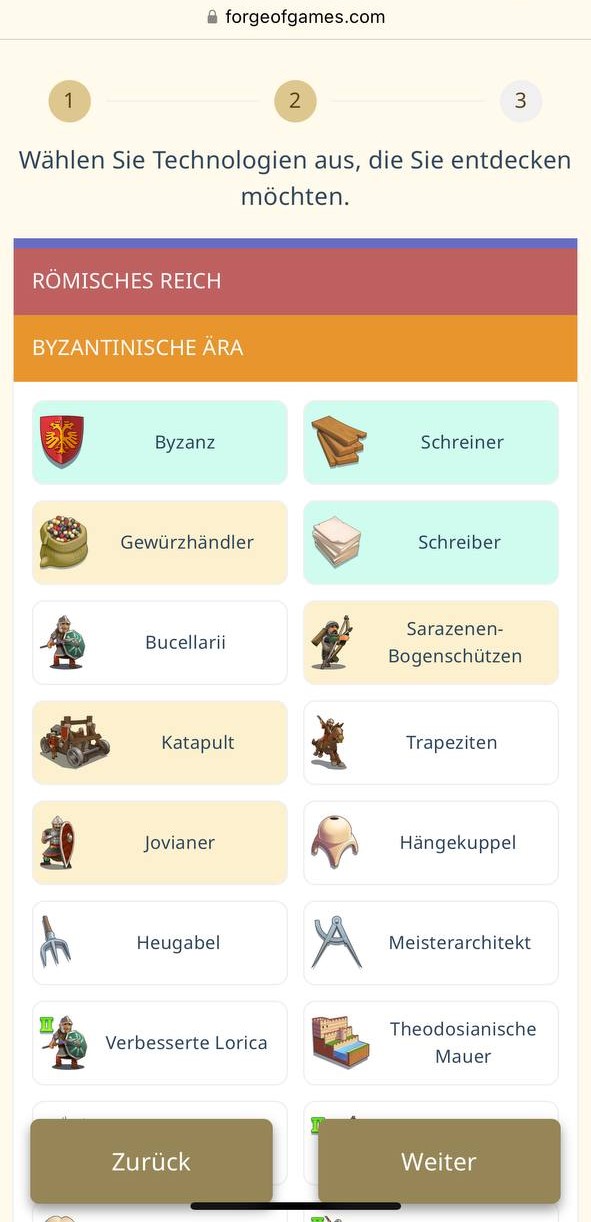 forgeofgames.com
1 2 3
Wählen Sie Technologien aus, die Sie entdecken
möchten.
RÖMISCHES REICH
BYZANTINISCHE ÄRA
Byzanz
Schreiner
Gewürzhändler
Schreiber
Bucellarii
Sarazenen-
Bogenschützen
Katapult
Trapeziten
Jovianer
Hängekuppel
Heugabel
Meisterarchitekt
II
Verbesserte Lorica
Theodosianische
Mauer
Zurück
Weiter